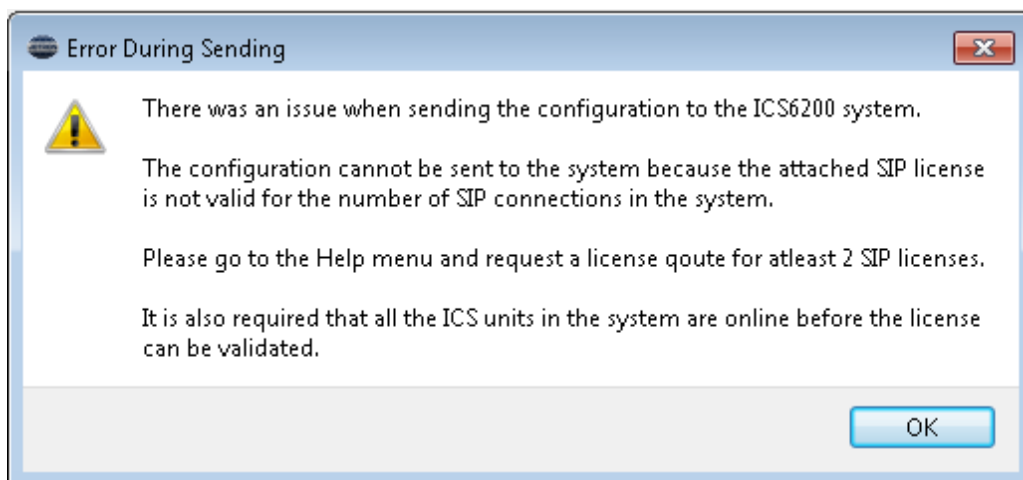 Error During Sending
There was an issue when sending the configuration to the ICS6200 system.
The configuration cannot be sent to the system because the attached SIP license
is not valid for the number of SIP connections in the system.
Please go to the Help menu and request a license qoute for atleast 2 SIP licenses.
It is also required that all the ICS units in the system are online before the license
can be validated.
OK